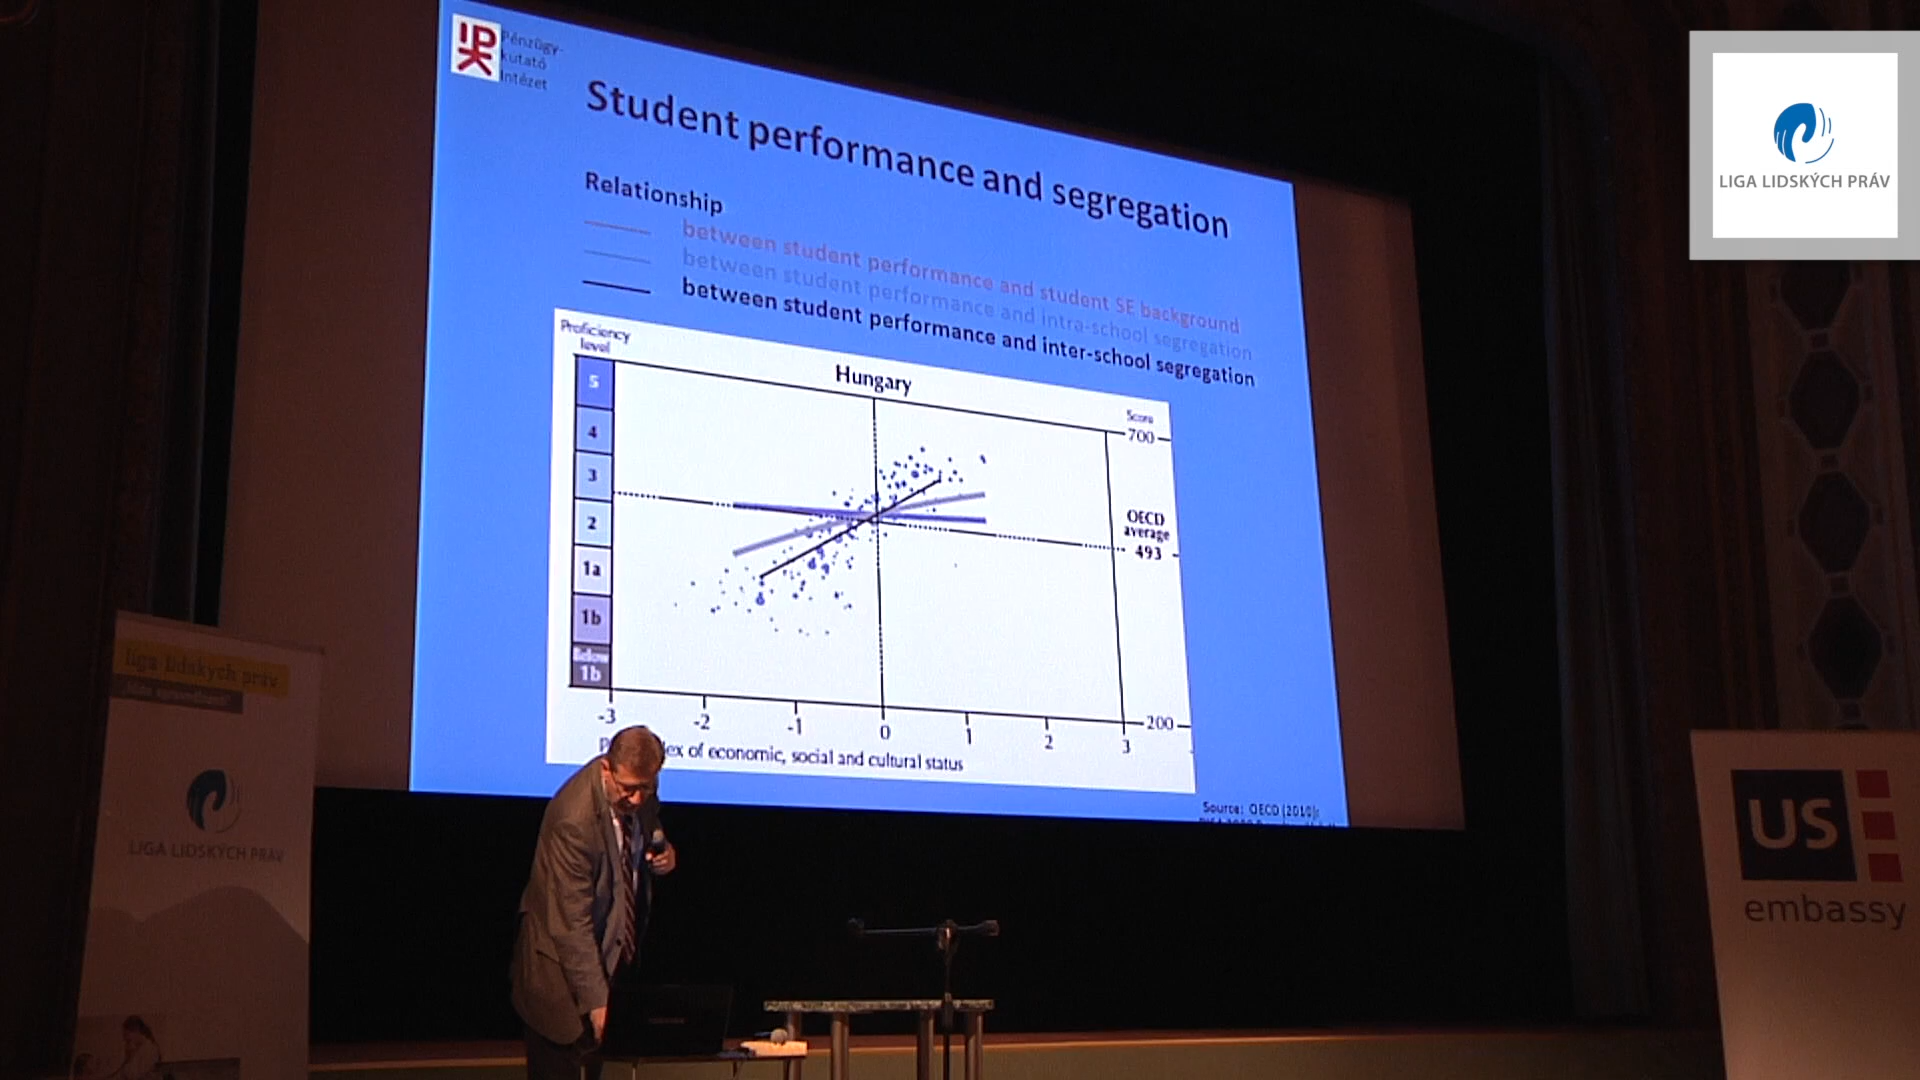 Pénzügy-
kutató
Intézet
Student performance and segregation
Relationship
between student performance and student SE background
between student performance and intra-school segregation
between student performance and inter-school segregation
Proficiency
level
Hungary
Score
5
4
3
2
1a
1b
Below
1b
700
OECD
average
493
200
-3
-2
-1
0
1
2
3
of economic, social and cultural status
Source: OECD (2010):
LIGA LIDSKÝCH PRÁV
liga lidských práv
LIGA LIDSKÝCH PRÁV
US
embassy